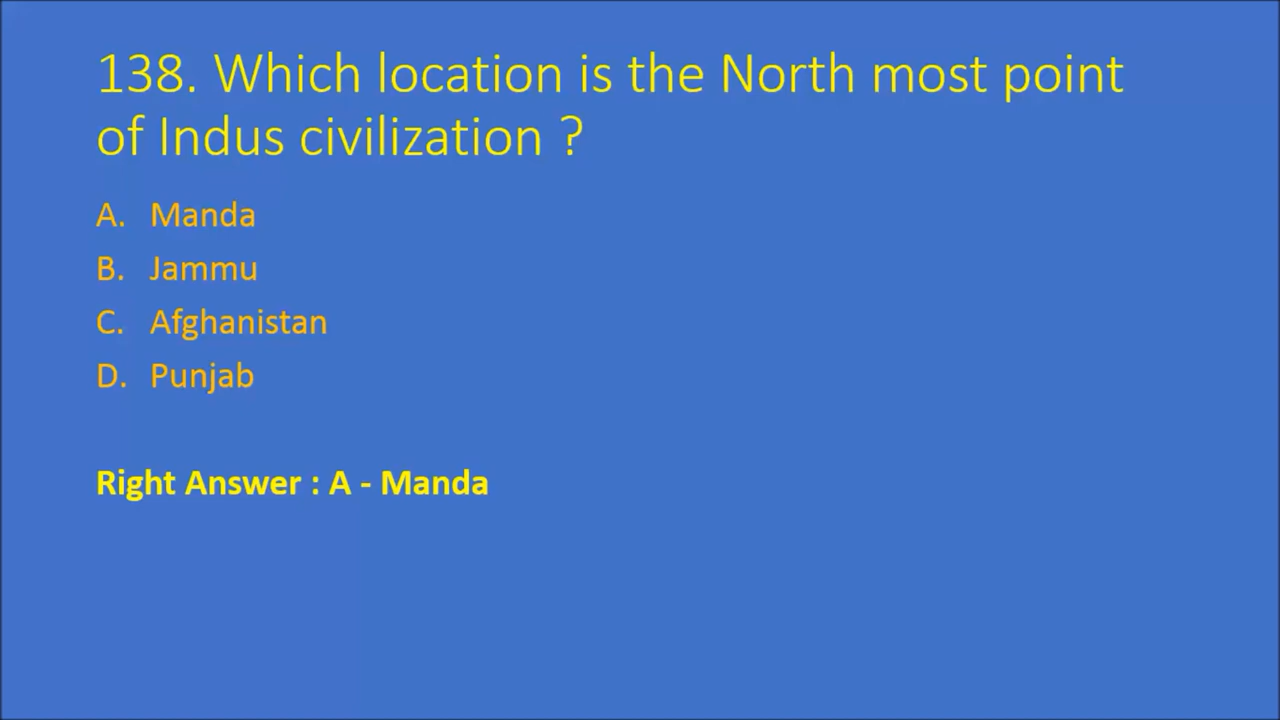 138. Which location is the North most point
of Indus civilization ?
A. Manda
B. Jammu
C. Afghanistan
D. Punjab
Right Answer : A - Manda